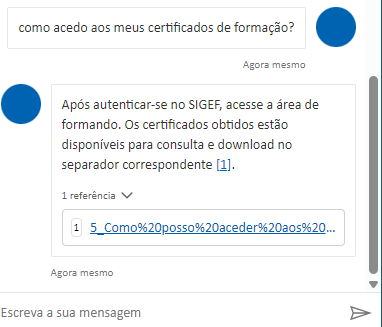 como acedo aos meus certificados de formação?
Agora mesmo
Após autenticar-se no SIGEF, acesse a área de
formando. Os certificados obtidos estão
disponíveis para consulta e download no
separador correspondente [1].
1 referência
1 5_Como%20posso%20aceder%20aos%20...
Agora mesmo
Escreva a sua mensagem